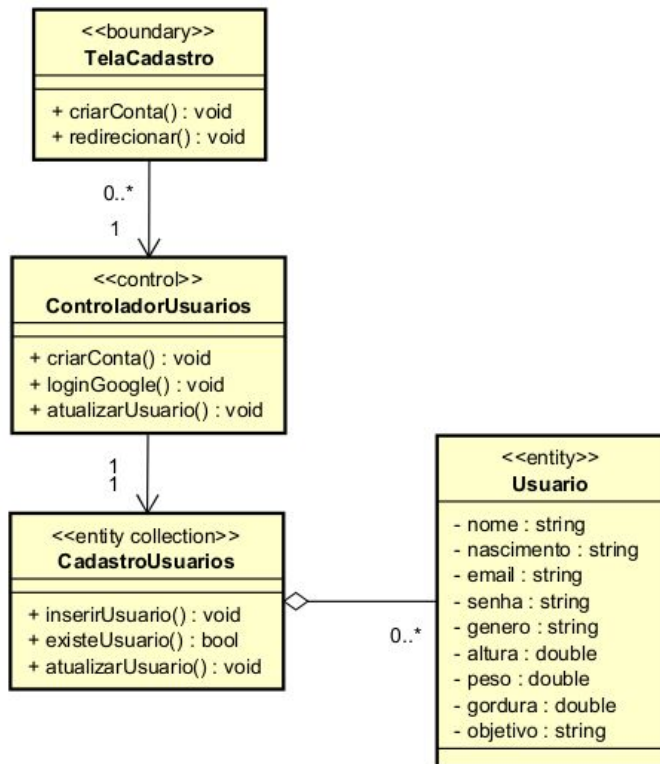 <<boundary>>
TelaCadastro
+ criarConta() : void
+ redirecionar() : void
0..*
1
<<control>>
ControladorUsuarios
+ criarConta() : void
+ loginGoogle() : void
+ atualizarUsuario() : void
1
1
<<entity collection>>
CadastroUsuarios
+ inserirUsuario() : void
+ existeUsuario() : bool
+ atualizarUsuario() : void
0..*
<<entity>>
Usuario
- nome : string
- nascimento : string
- email : string
- senha : string
- genero : string
- altura : double
- peso : double
- gordura : double
- objetivo : string